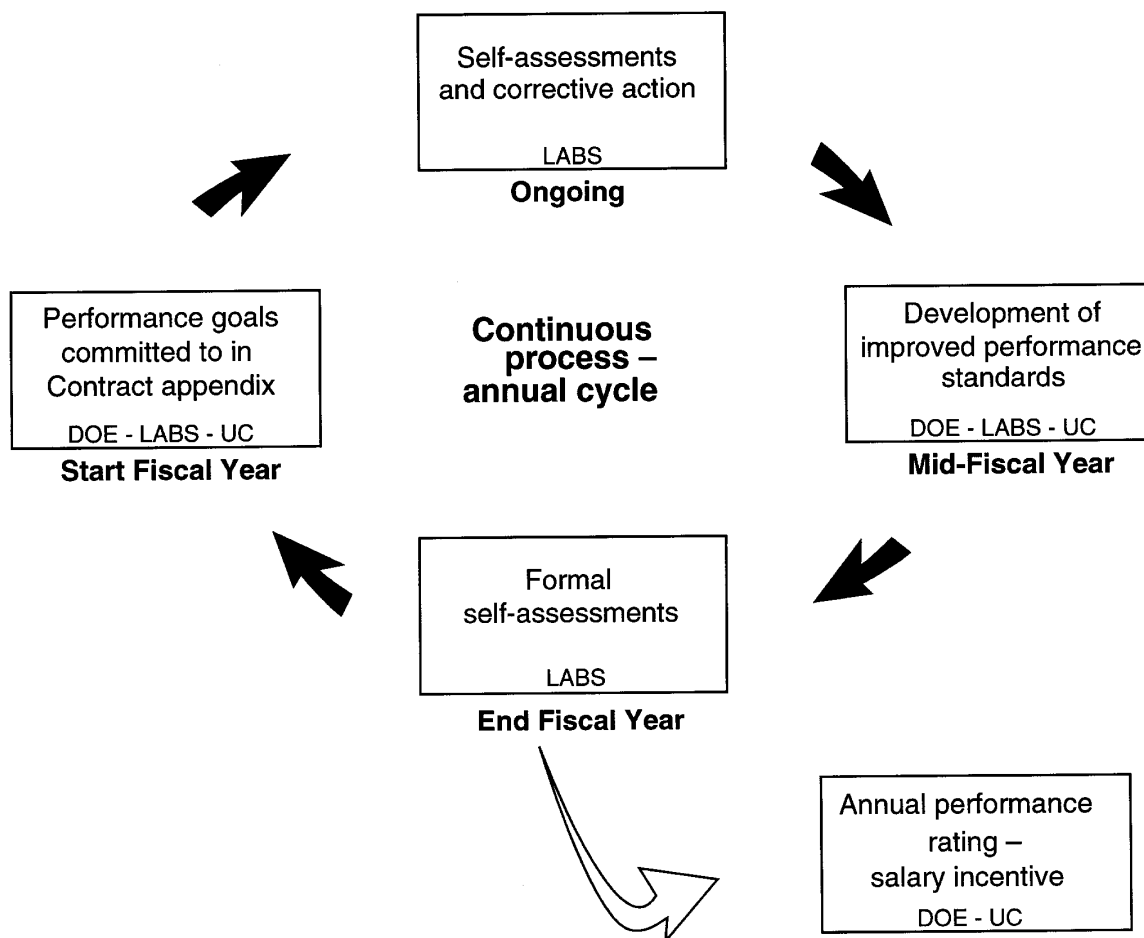 Self-assessments
and corrective action
LABS
Ongoing
Performance goals
committed to in
Contract appendix
DOE - LABS - UC
Start Fiscal Year
Continuous
process –
annual cycle
Development of
improved performance
standards
DOE - LABS - UC
Mid-Fiscal Year
Formal
self-assessments
LABS
End Fiscal Year
Annual performance
rating –
salary incentive
DOE - UC